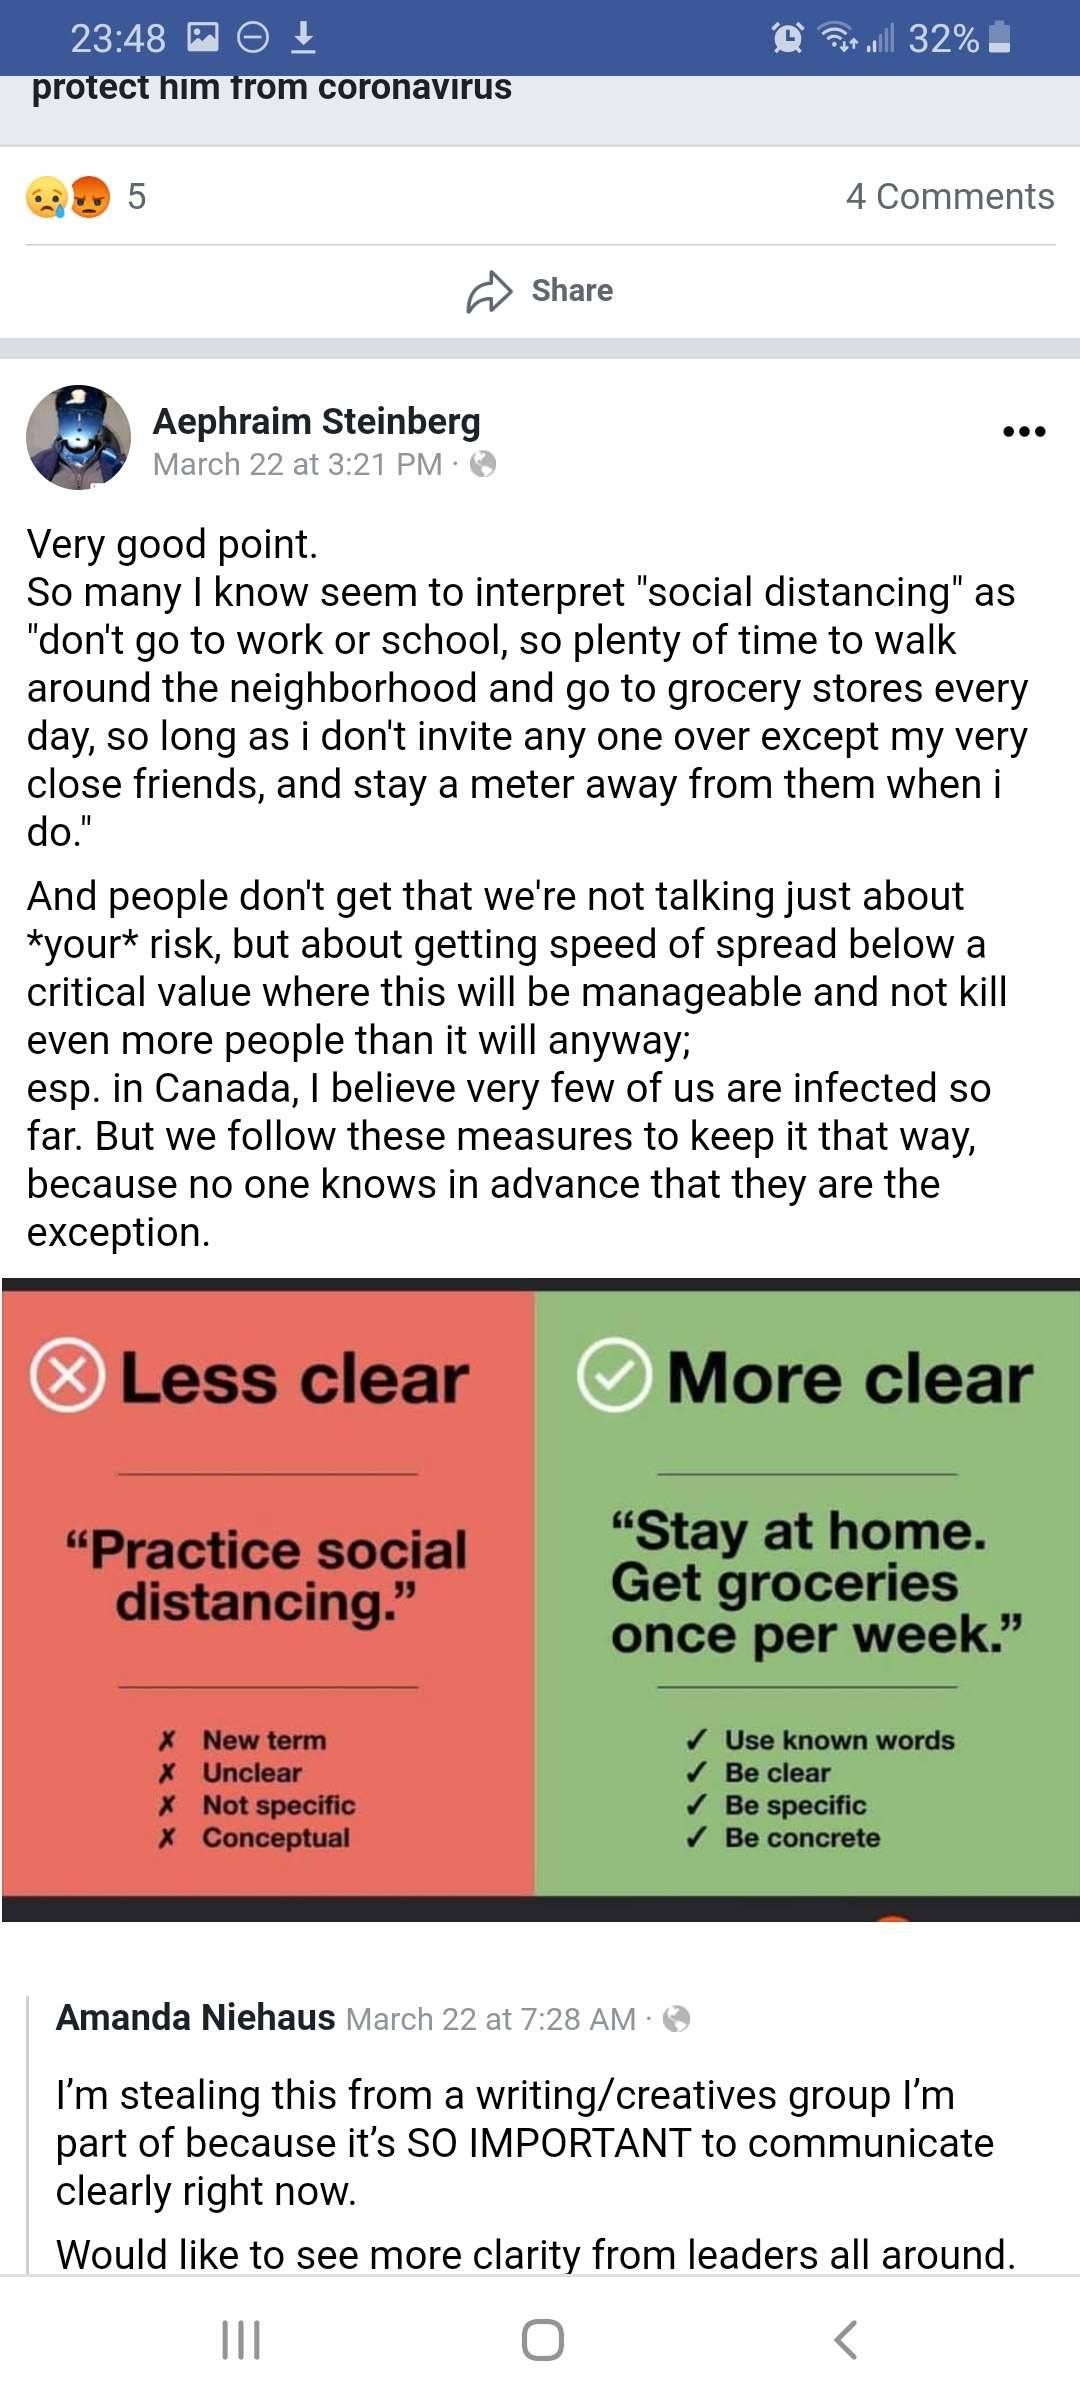 23:48
32%
protect him from coronavirus
5
4 Comments
Share
Aephraim Steinberg
March 22 at 3:21 PM ·
Very good point.
So many I know seem to interpret "social distancing" as
"don't go to work or school, so plenty of time to walk
around the neighborhood and go to grocery stores every
day, so long as i don't invite any one over except my very
close friends, and stay a meter away from them when i
do."
And people don't get that we're not talking just about
*your* risk, but about getting speed of spread below a
critical value where this will be manageable and not kill
even more people than it will anyway;
esp. in Canada, I believe very few of us are infected so
far. But we follow these measures to keep it that way,
because no one knows in advance that they are the
exception.
Less clear
“Practice social
distancing.”
✗ New term
✗ Unclear
✗ Not specific
✗ Conceptual
More clear
“Stay at home.
Get groceries
once per week.”
✓ Use known words
✓ Be clear
✓ Be specific
✓ Be concrete
Amanda Niehaus March 22 at 7:28 AM ·
I’m stealing this from a writing/creatives group I’m
part of because it’s SO IMPORTANT to communicate
clearly right now.
Would like to see more clarity from leaders all around.